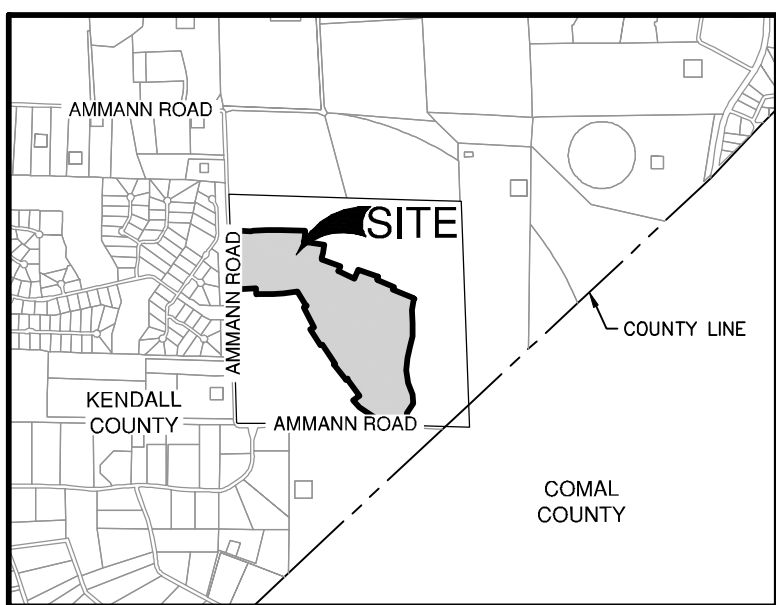 AMMANN ROAD
SITE
AMMANN ROAD
COUNTY LINE
KENDALL
COUNTY
AMMANN ROAD
COMAL
COUNTY